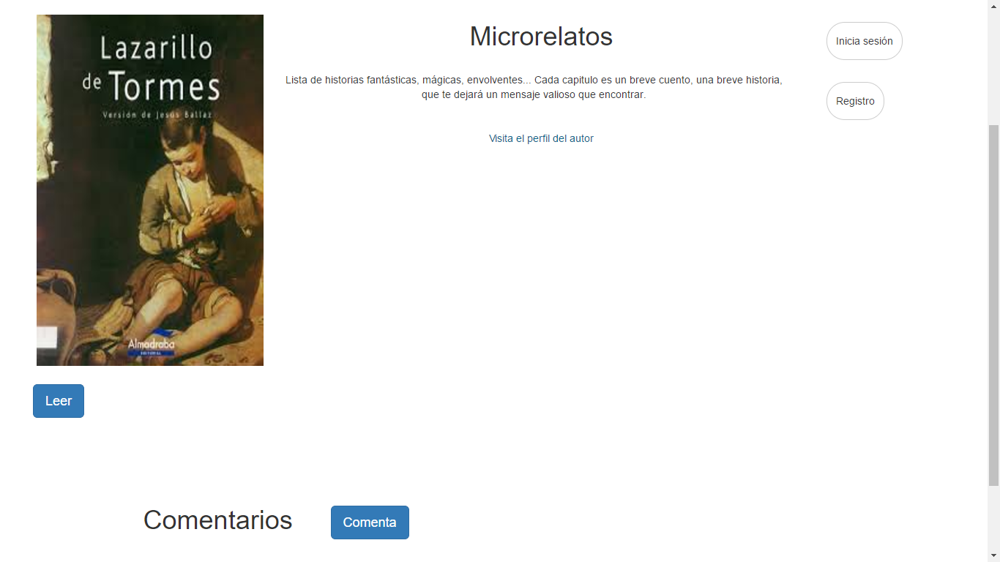 Lazarillo
de Tormes
Versión de Jesús Ballaz
Almadraba
EDITORIAL
Leer
Microrelatos
Lista de historias fantásticas, mágicas, envolventes... Cada capitulo es un breve cuento, una breve historia,
que te dejará un mensaje valioso que encontrar.
Visita el perfil del autor
Inicia sesión
Registro
Comentarios
Comenta